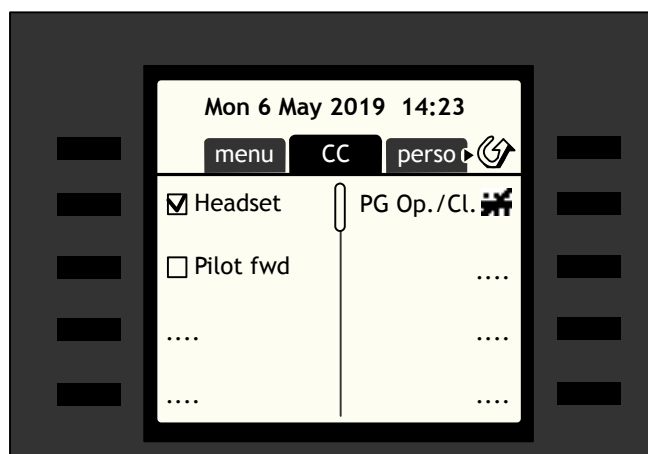 Mon 6 May 2019 14:23
menu CC perso
Headset PG Op./Cl.
Pilot fwd ....
.... ....
.... ....